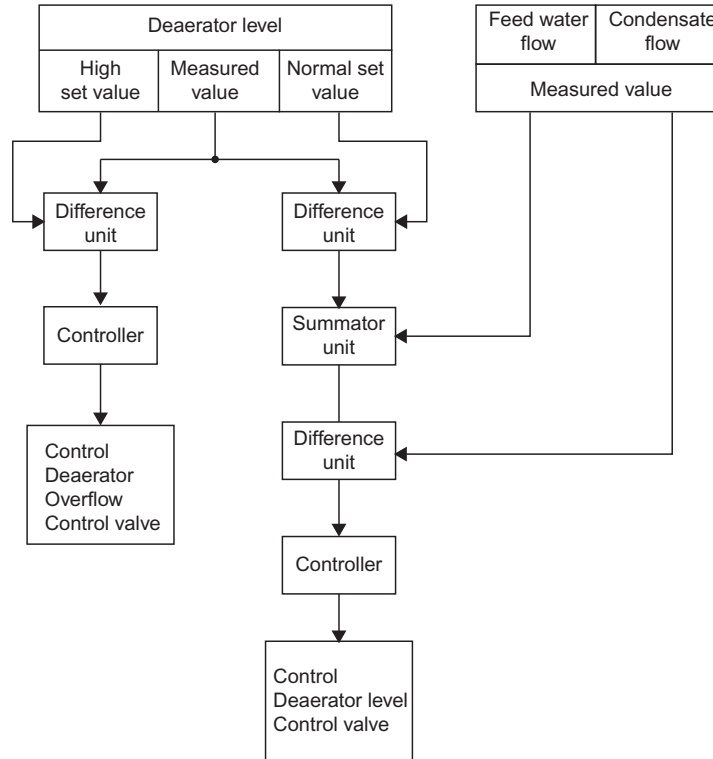 Deaerator level
High
set value
Measured
value
Normal set
value
Feed water
flow
Condensate
flow
Measured value
Difference
unit
Difference
unit
Controller
Summator
unit
Control
Deaerator
Overflow
Control valve
Difference
unit
Controller
Control
Deaerator level
Control valve